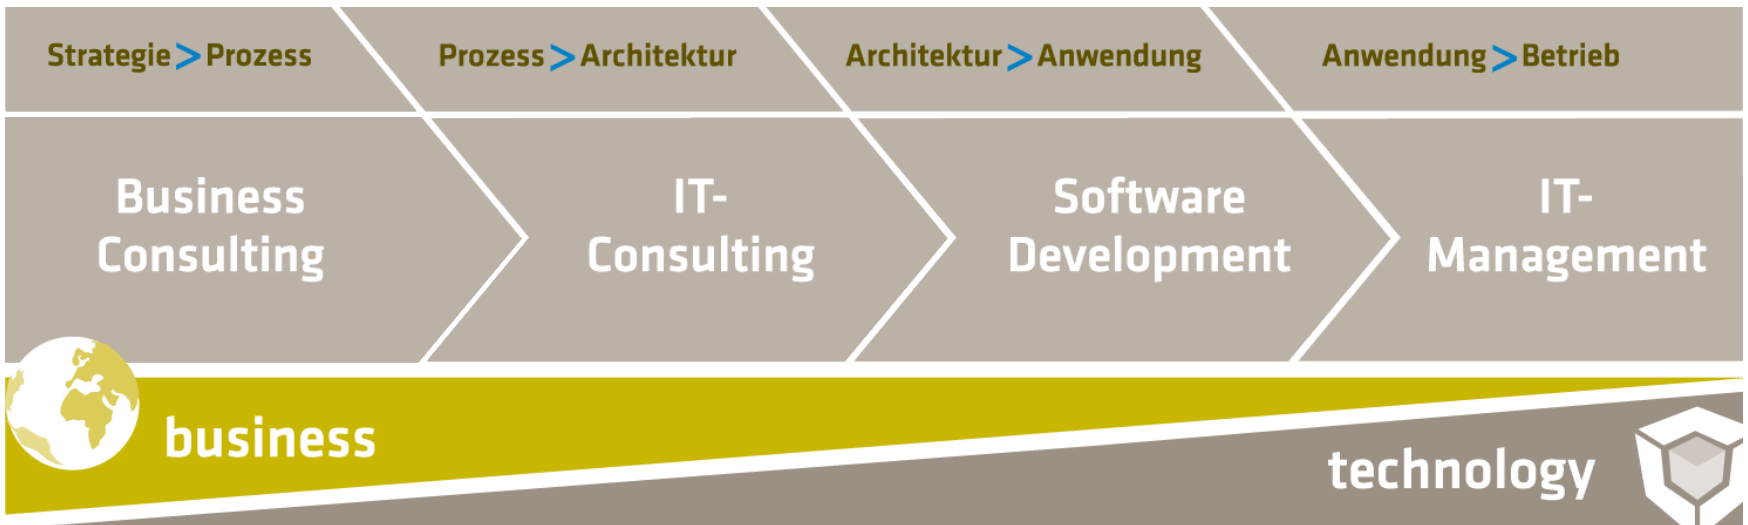 Strategie > Prozess
Prozess > Architektur
Architektur > Anwendung
Anwendung > Betrieb
Business
Consulting
IT-
Consulting
Software
Development
IT-
Management
business
technology